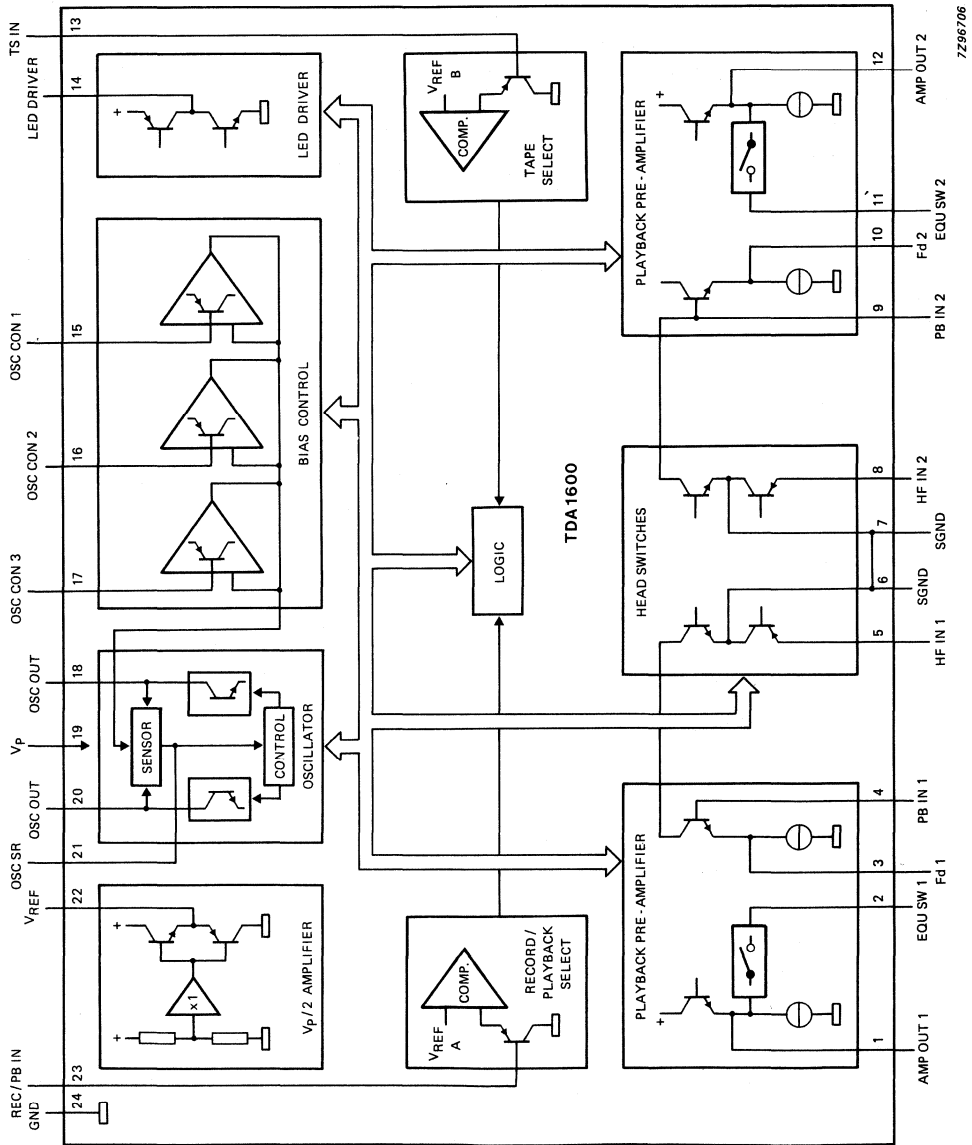 7Z96706
REC / PB IN
GND
VREF
OSC SR
OSC OUT
VP
OSC OUT
OSC CON 3
OSC CON 2
OSC CON 1
LED DRIVER
TS IN
24
23
22
21
20
19
18
17
16
15
14
13
+
+
x1
VP / 2 AMPLIFIER
SENSOR
CONTROL
OSCILLATOR
BIAS CONTROL
+
LED DRIVER
VREF
A
COMP.
RECORD /
PLAYBACK
SELECT
LOGIC
TDA1600
VREF
B
COMP.
TAPE
SELECT
PLAYBACK PRE - AMPLIFIER
+
HEAD SWITCHES
PLAYBACK PRE - AMPLIFIER
+
1
2
3
4
5
6
7
8
9
10
11
12
AMP OUT 1
EQU SW 1
Fd 1
PB IN 1
HF IN 1
SGND
SGND
HF IN 2
PB IN 2
Fd 2
EQU SW 2
AMP OUT 2